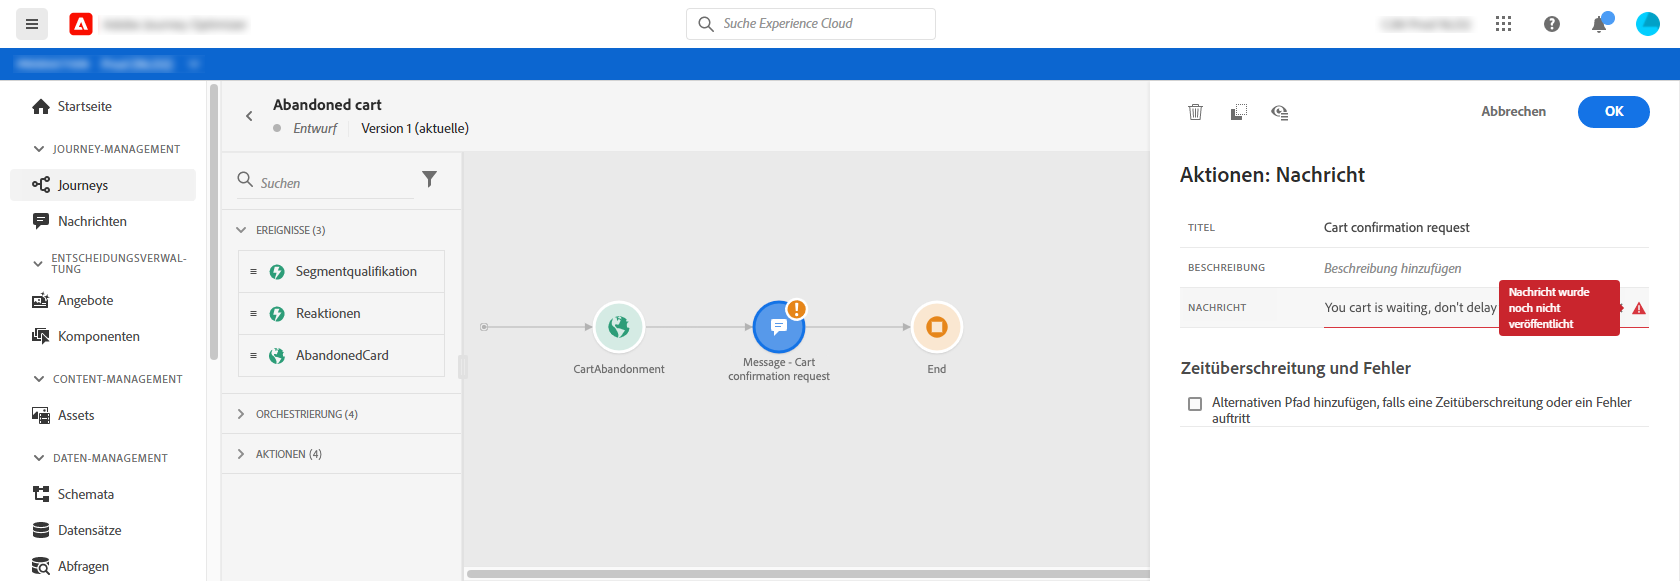 Suche Experience Cloud
Startseite
JOURNEY-MANAGEMENT
Journeys
Nachrichten
ENTSCHEIDUNGSVERWAL-
TUNG
Angebote
Komponenten
CONTENT-MANAGEMENT
Assets
DATEN-MANAGEMENT
Schemata
Datensätze
Abfragen
Abandoned cart
Entwurf
Version 1 (aktuelle)
Suchen
EREIGNISSE (3)
Segmentqualifikation
Reaktionen
AbandonedCard
ORCHESTRIERUNG (4)
AKTIONEN (4)
CartAbandonment
Message - Cart
confirmation request
End
Abbrechen
OK
Aktionen: Nachricht
TITEL
Cart confirmation request
BESCHREIBUNG
Beschreibung hinzufügen
NACHRICHT
You cart is waiting, don't delay
Nachricht wurde
noch nicht
veröffentlicht
Zeitüberschreitung und Fehler
Alternativen Pfad hinzufügen, falls eine Zeitüberschreitung oder ein Fehler
auftritt